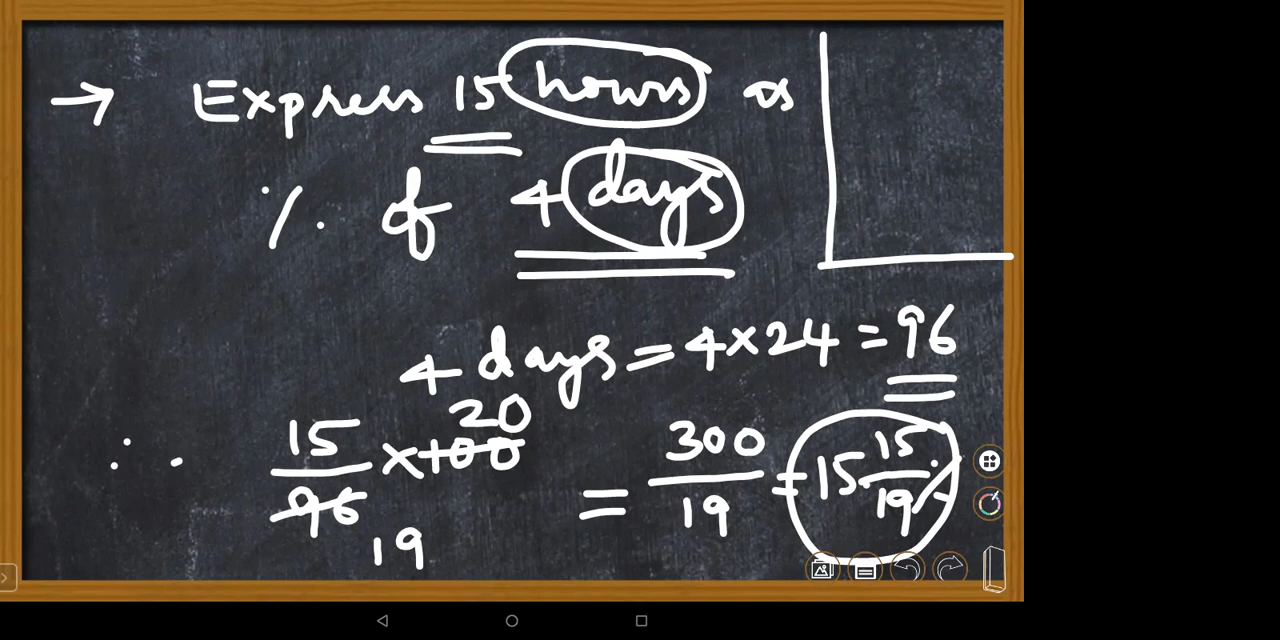 → Express 15 hours as
% of 4 days
4 days = 4 × 24 = 96
∴ 15/96 × 100 20 19 = 300/19 = 15 15/19 %